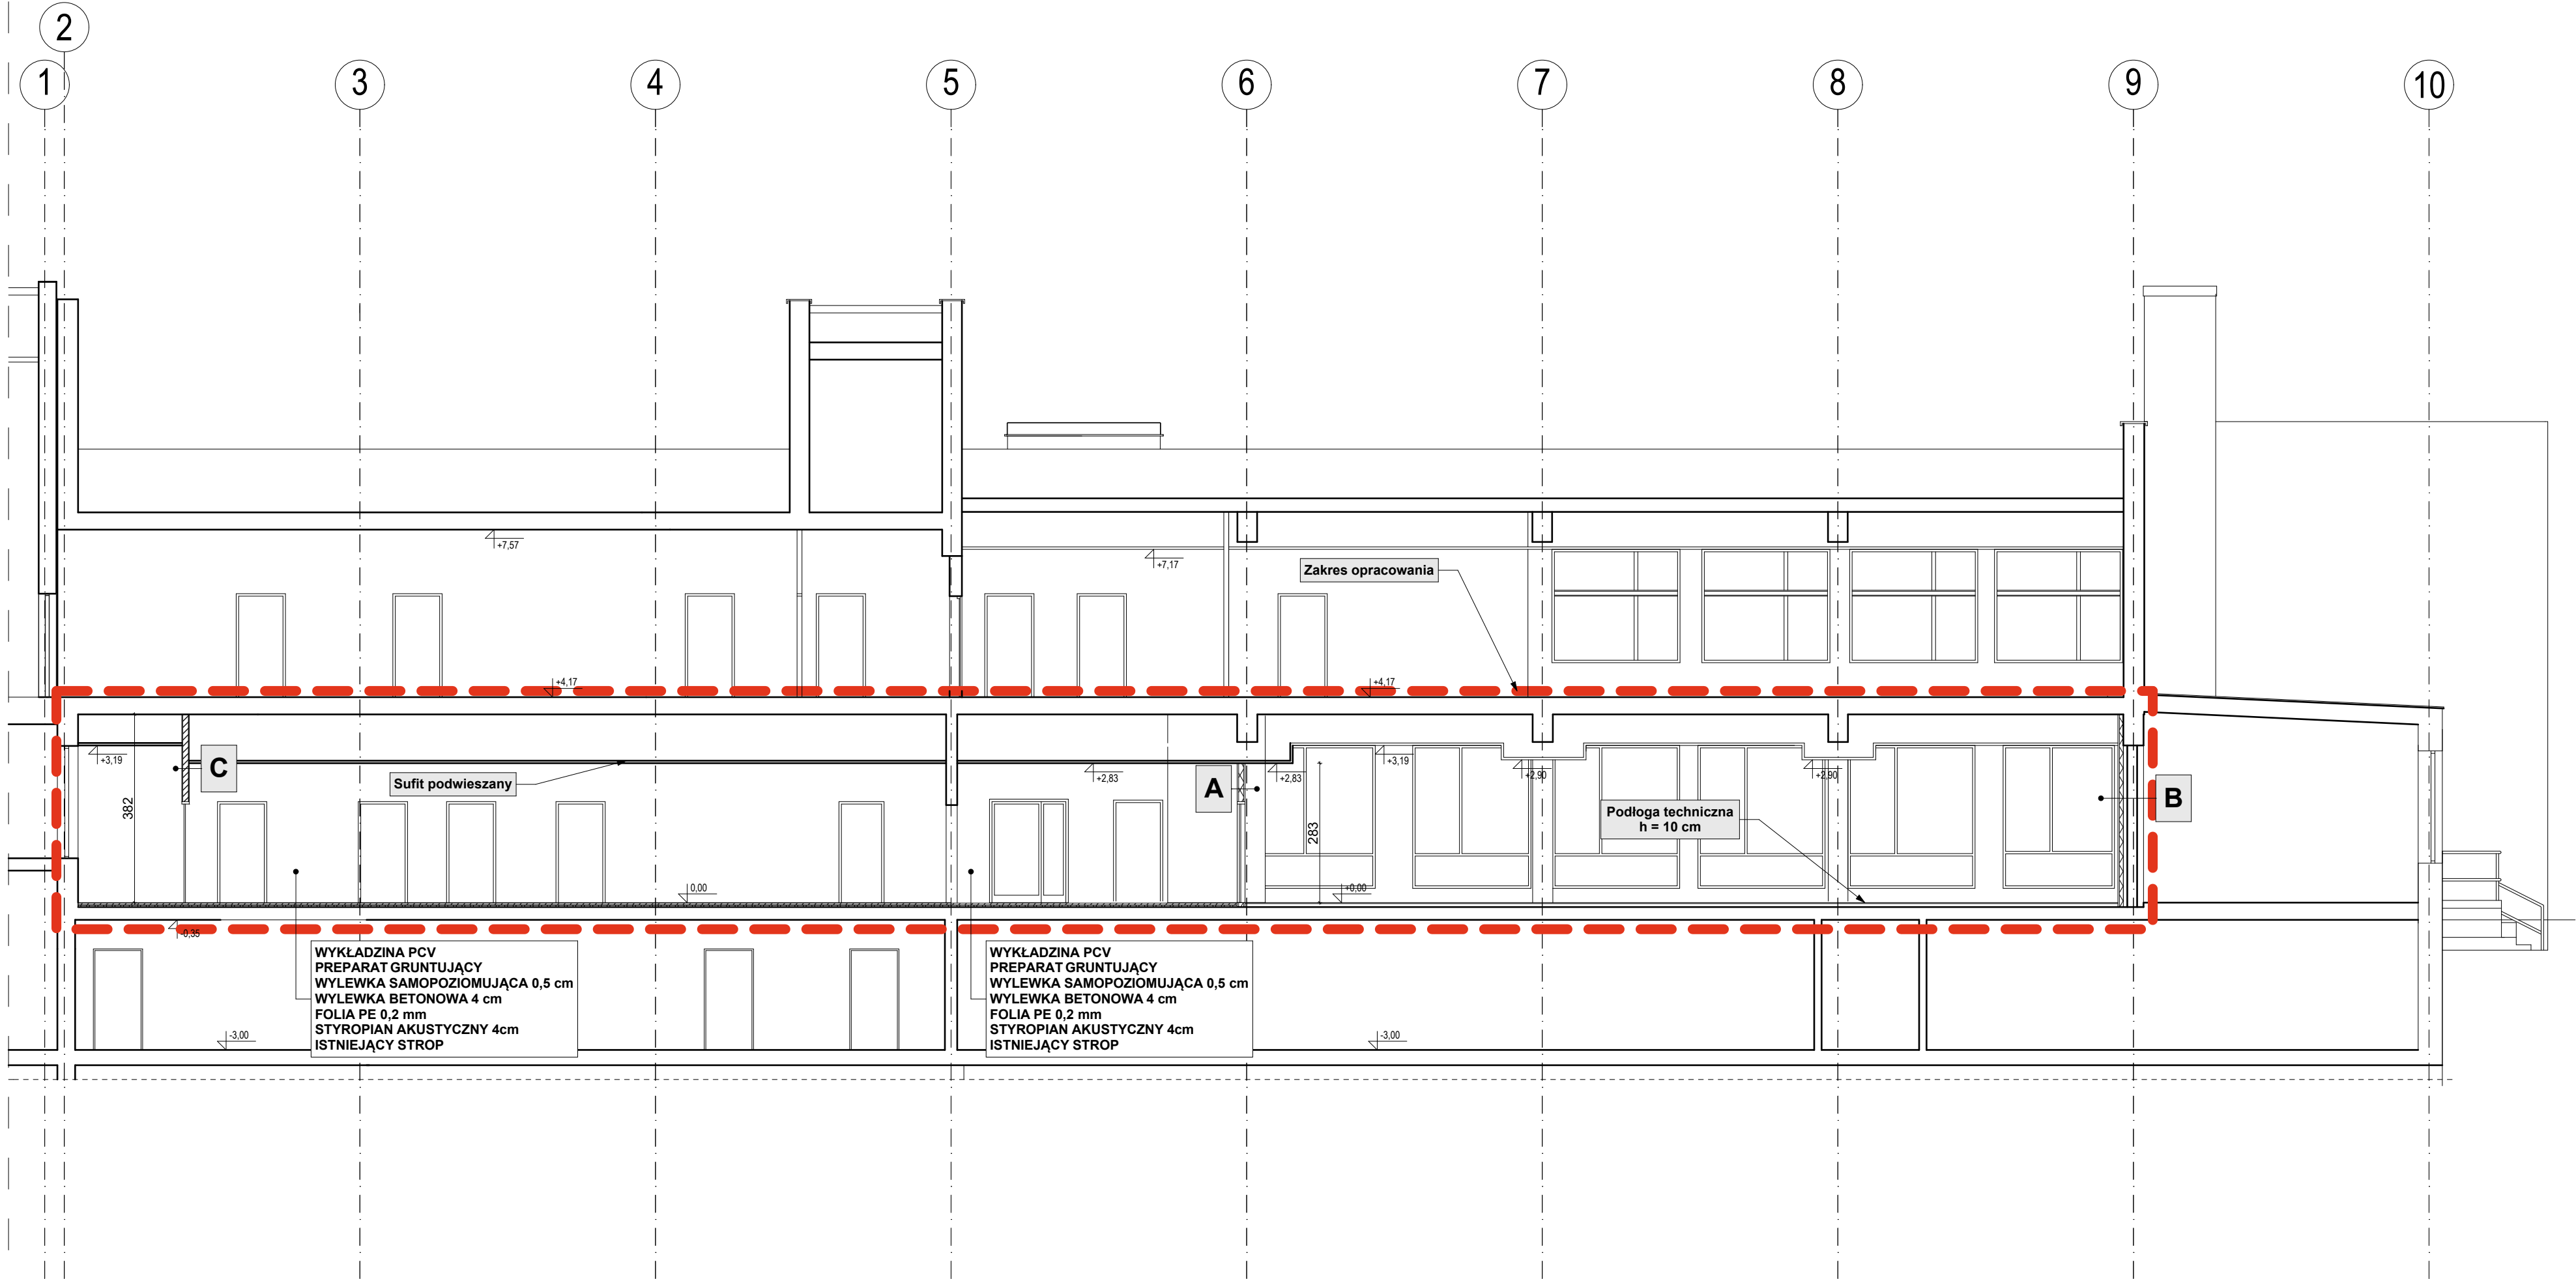 2
1
3
4
5
6
7
8
9
10
+7,57
+7,17
Zakres opracowania
+4,17
+4,17
+3,19
C
Sufit podwieszany
+2,83
A
+2,83
+3,19
+2,90
+2,90
B
382
283
Podłoga techniczna
h = 10 cm
0,00
+0,00
-0,35
WYKŁADZINA PCV
PREPARAT GRUNTUJĄCY
WYLEWKA SAMOPOZIOMUJĄCA 0,5 cm
WYLEWKA BETONOWA 4 cm
FOLIA PE 0,2 mm
STYROPIAN AKUSTYCZNY 4cm
ISTNIEJĄCY STROP
WYKŁADZINA PCV
PREPARAT GRUNTUJĄCY
WYLEWKA SAMOPOZIOMUJĄCA 0,5 cm
WYLEWKA BETONOWA 4 cm
FOLIA PE 0,2 mm
STYROPIAN AKUSTYCZNY 4cm
ISTNIEJĄCY STROP
-3,00
-3,00